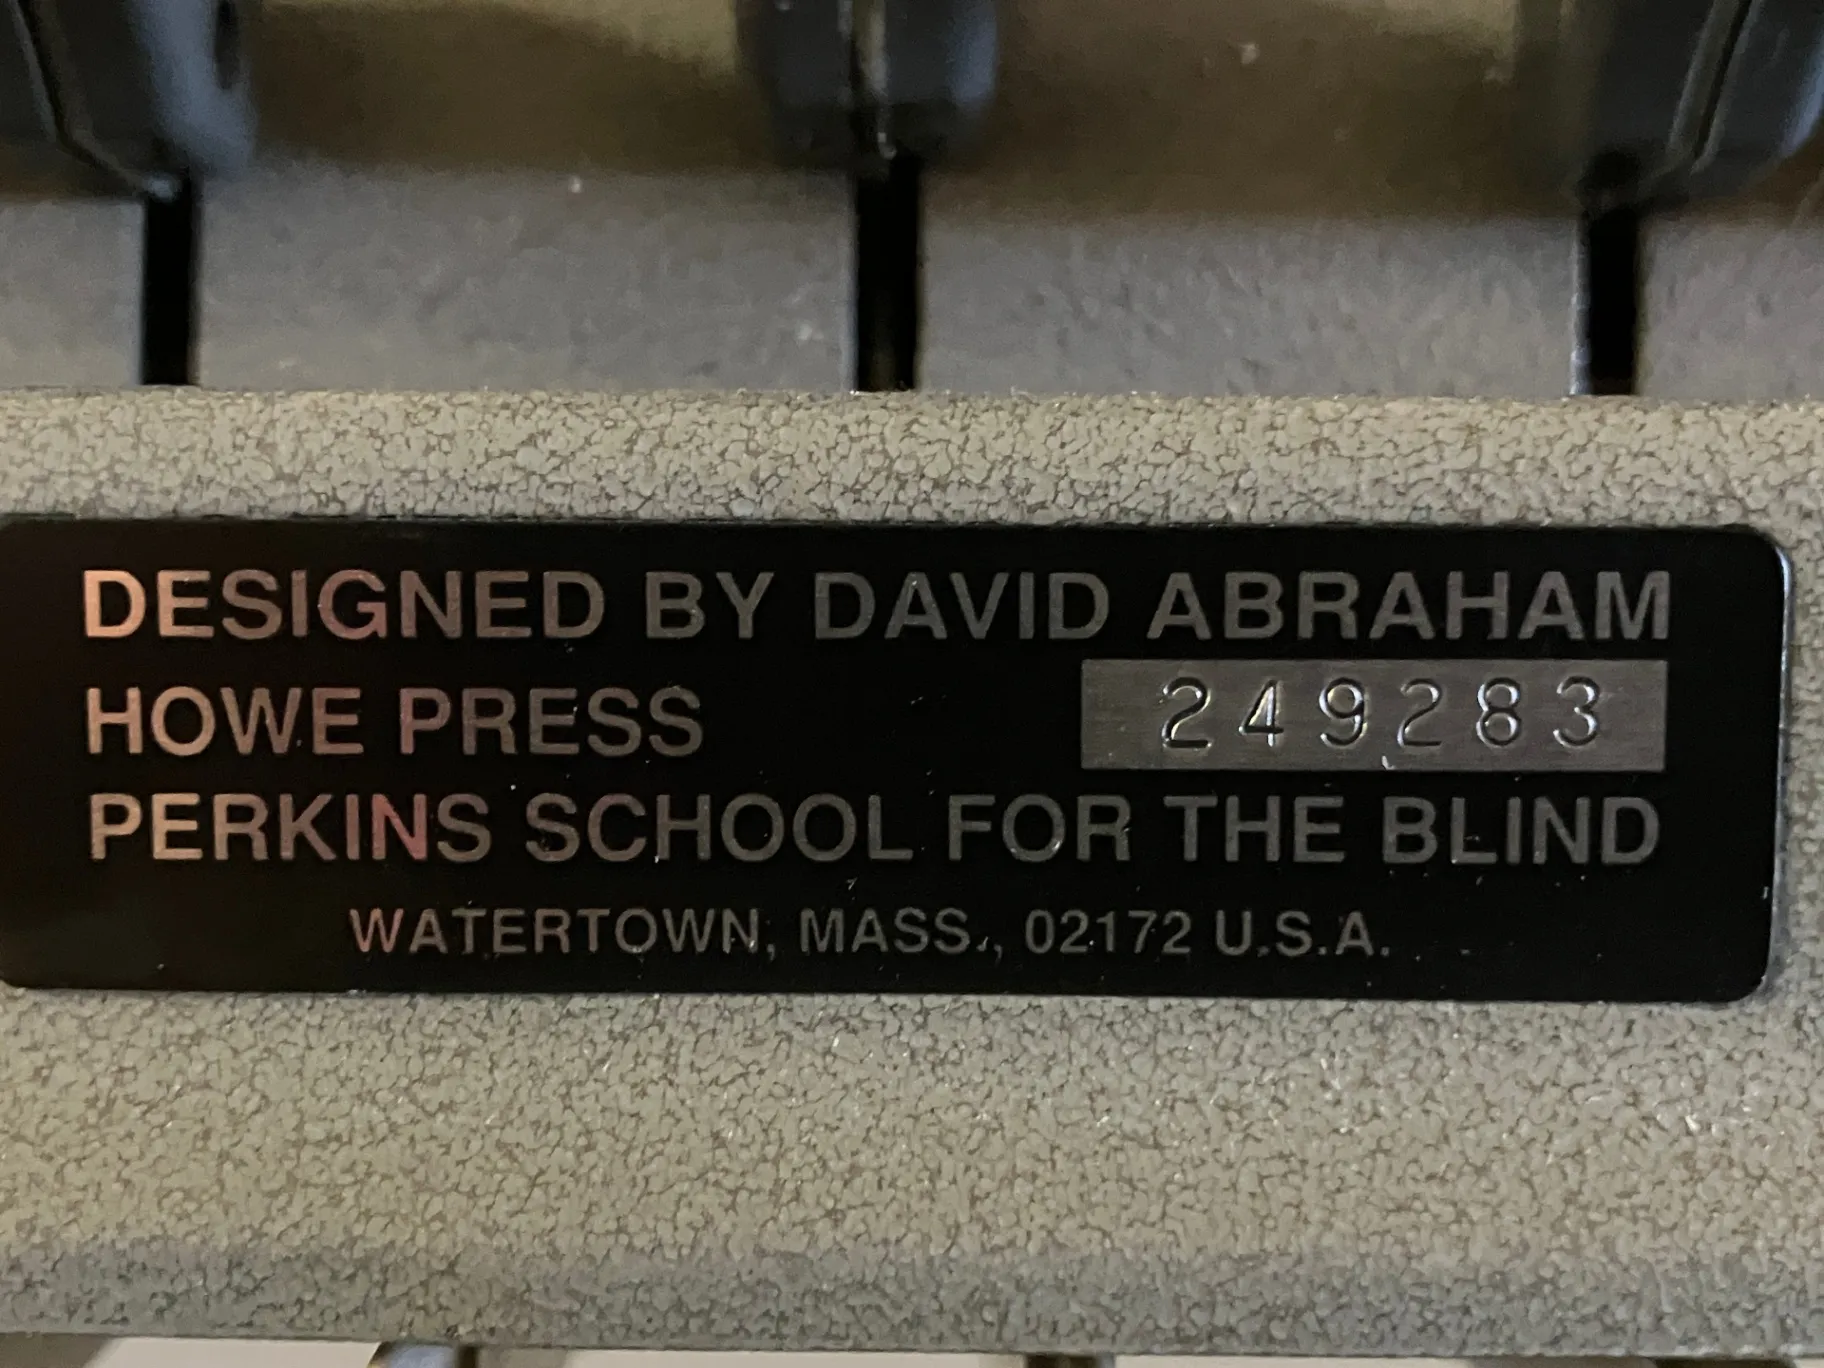 DESIGNED BY DAVID ABRAHAM
HOWE PRESS 249283
PERKINS SCHOOL FOR THE BLIND
WATERTOWN, MASS., 02172 U.S.A.